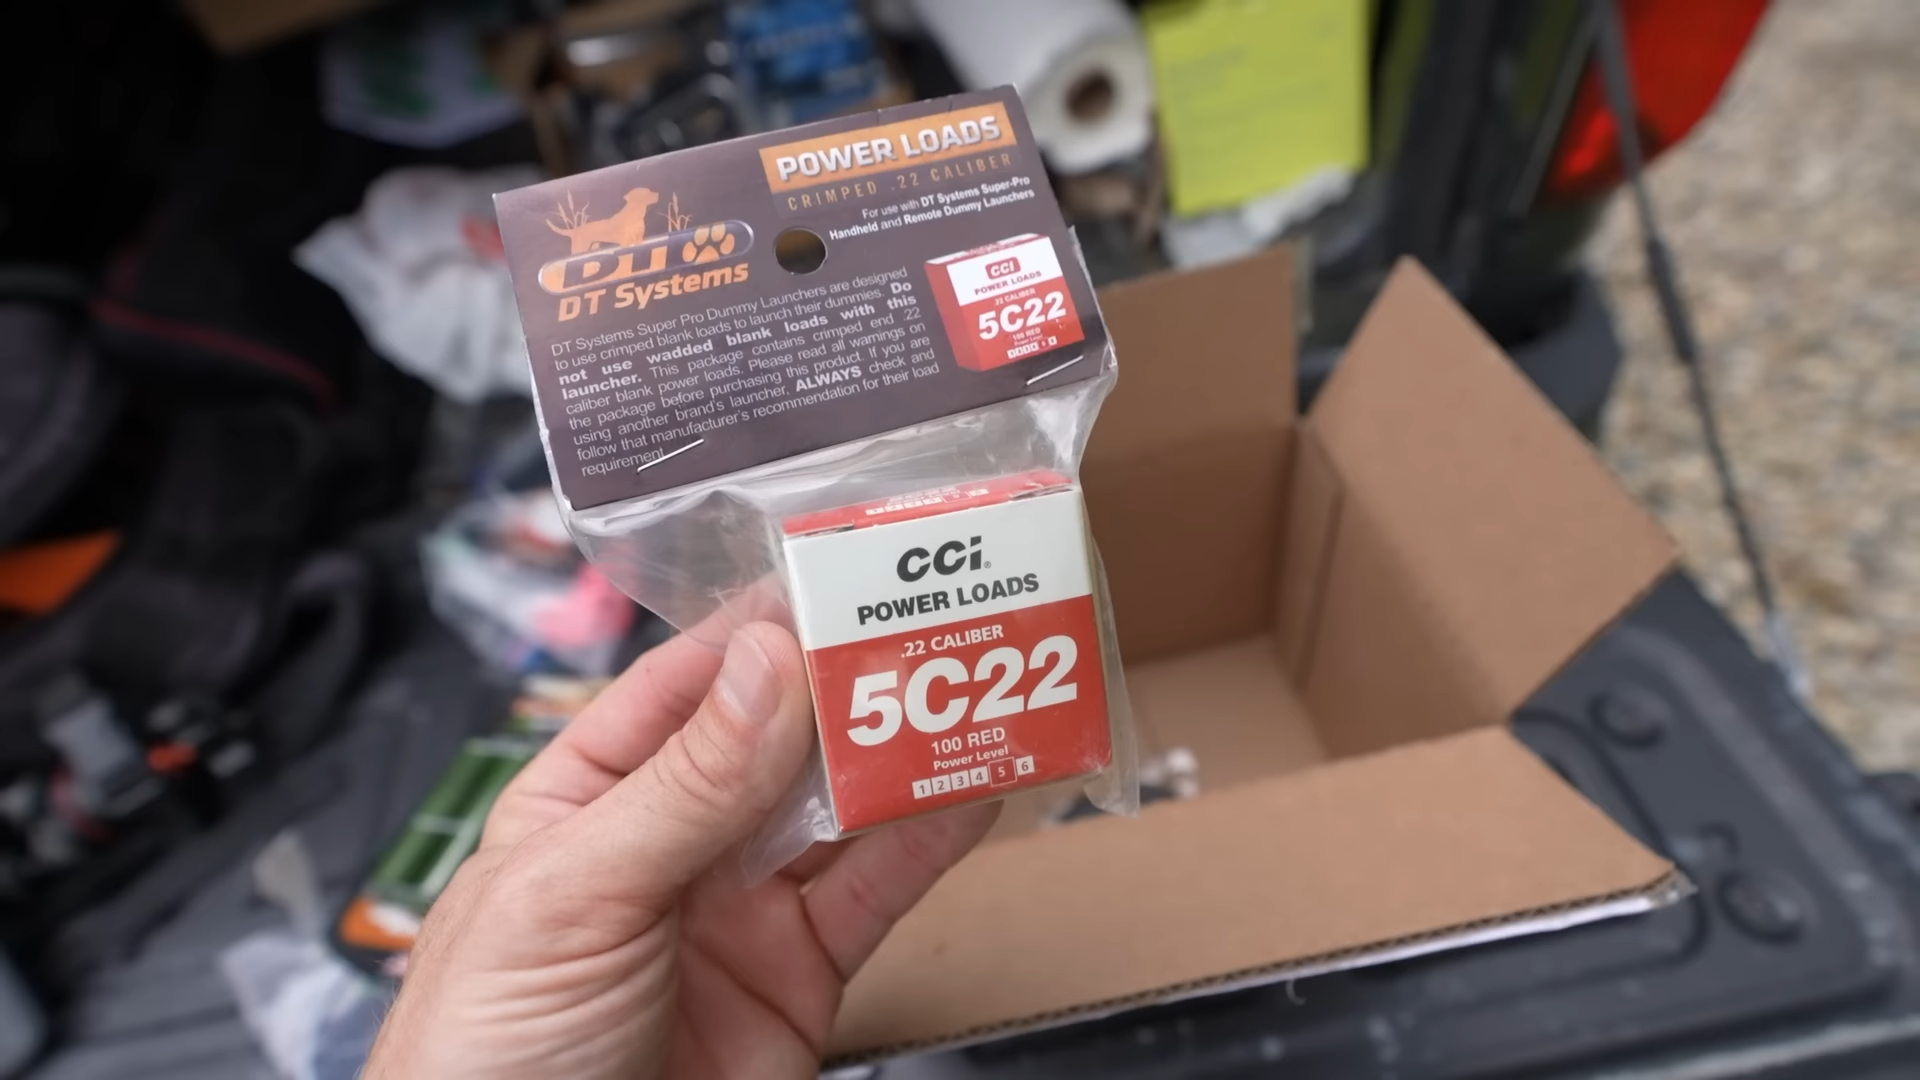 POWER LOADS
CRIMPED .22 CALIBER
For use with DT Systems Super-Pro
Handheld and Remote Dummy Launchers
DT
DT Systems
DT Systems Super Pro Dummy Launchers are designed
to use crimped blank loads to launch their dummies. Do
not use wadded blank loads with this
launcher. This package contains crimped end .22
caliber blank power loads. Please read all warnings on
the package before purchasing this product. If you are
using another brand's launcher, ALWAYS check and
follow that manufacturer's recommendation for their load
requirement
CCI
POWER LOADS
.22 CALIBER
5C22
100 RED
Power Level
CCI®
POWER LOADS
.22 CALIBER
5C22
100 RED
Power Level
1 2 3 4 5 6